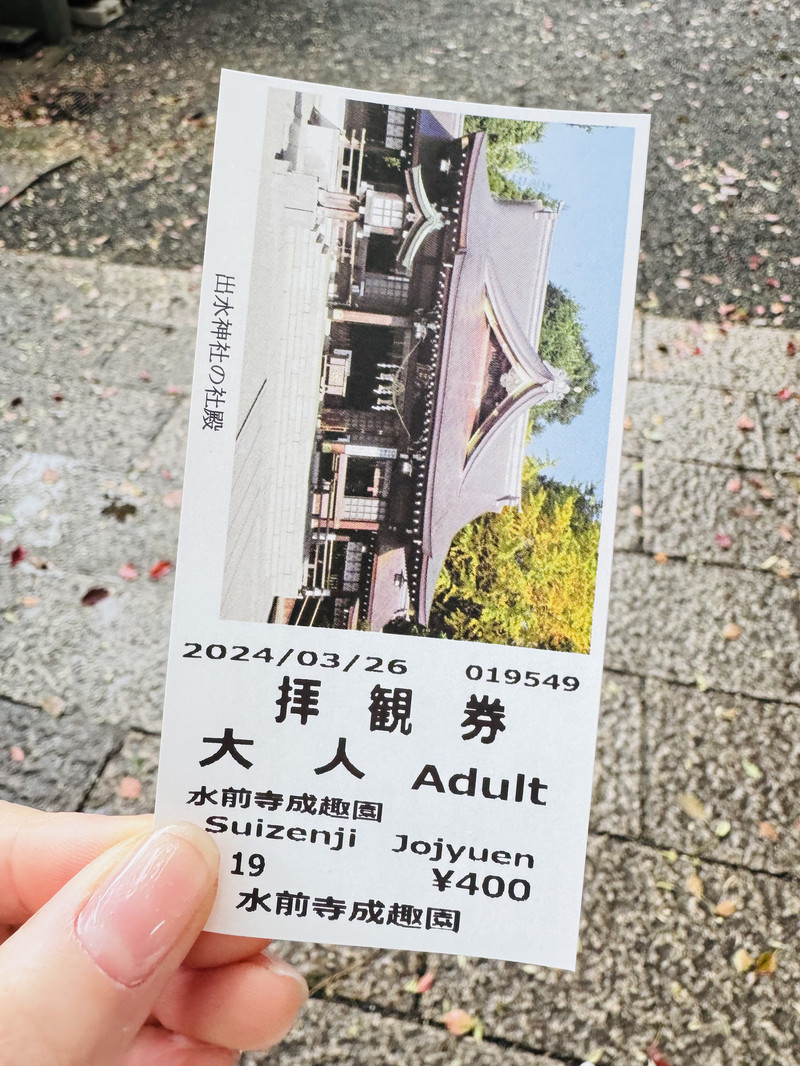 出水神社の社殿
2024/03/26 019549
拝観券
大人 Adult
水前寺成趣園
Suizenji Jojyuen
19 ¥400
水前寺成趣園